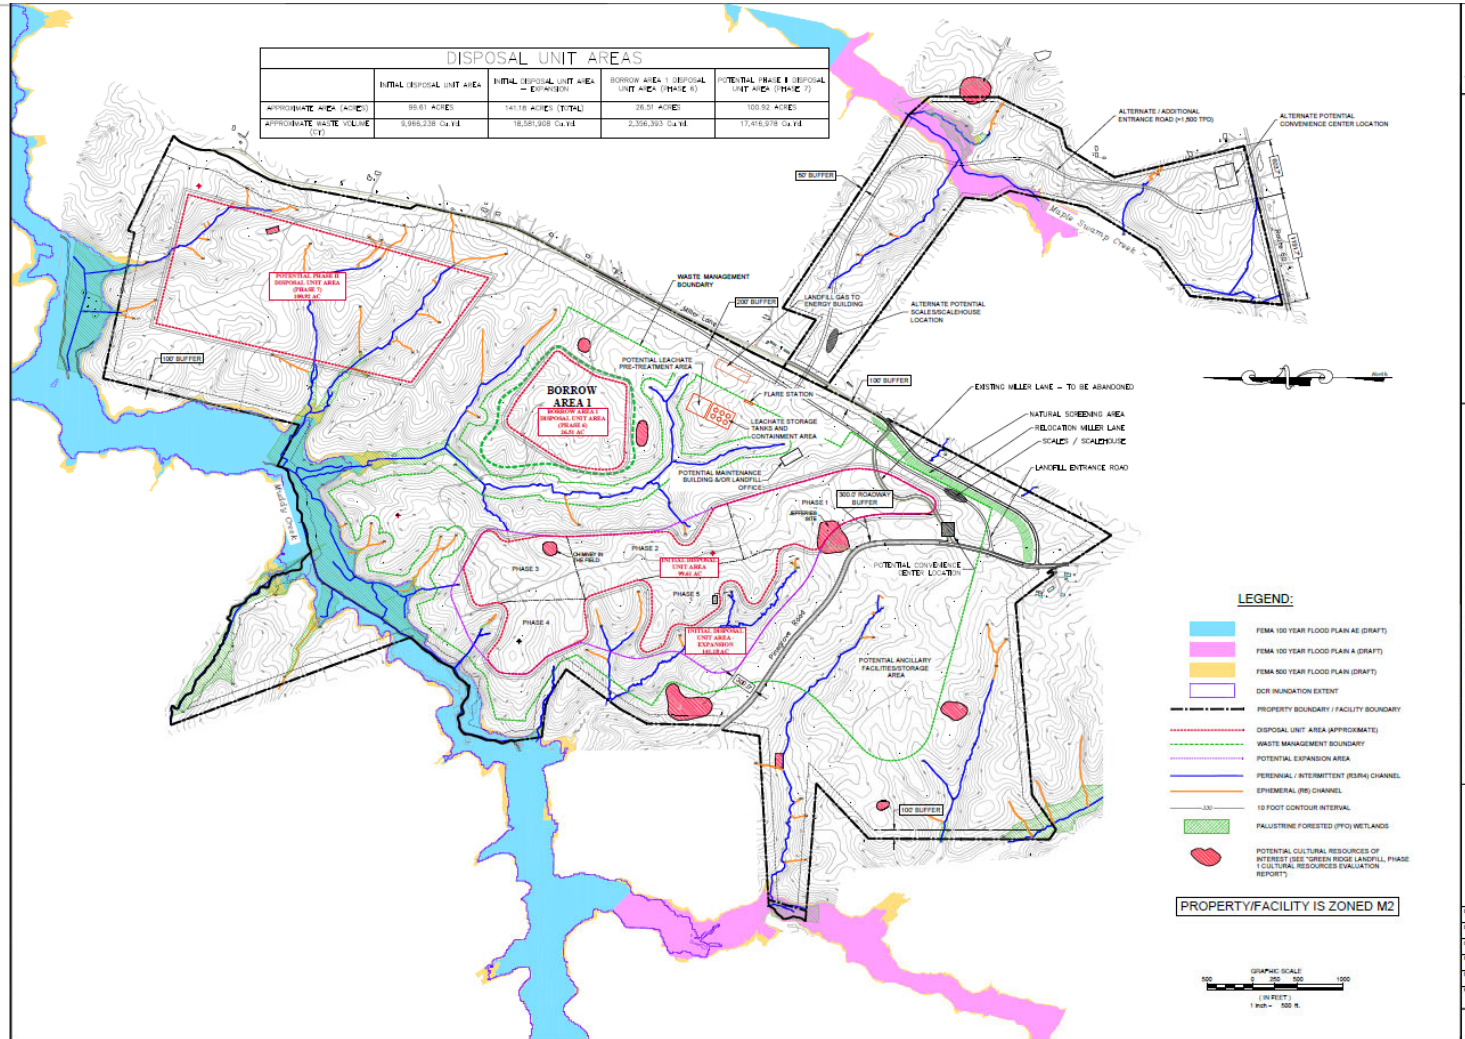 DISPOSAL UNIT AREAS
INITIAL DISPOSAL UNIT AREA
INITIAL DISPOSAL UNIT AREA
– EXPANSION
BORROW AREA 1 DISPOSAL
UNIT AREA (PHASE 6)
POTENTIAL PHASE II DISPOSAL
UNIT AREA (PHASE 7)
APPROXIMATE AREA (ACRES)
99.61 ACRES
141.18 ACRES (TOTAL)
26.51 ACRES
100.92 ACRES
APPROXIMATE WASTE VOLUME
(CY)
9,966,238 Cu.Yd.
18,581,908 Cu.Yd.
2,356,393 Cu.Yd.
17,416,978 Cu.Yd.
ALTERNATE / ADDITIONAL
ENTRANCE ROAD (>1,500 TPD)
ALTERNATE POTENTIAL
CONVENIENCE CENTER LOCATION
50' BUFFER
Maple Swamp Creek
1191.7
WASTE MANAGEMENT
BOUNDARY
200' BUFFER
Miller Lane
LANDFILL GAS TO
ENERGY BUILDING
ALTERNATE POTENTIAL
SCALES/SCALEHOUSE
LOCATION
POTENTIAL PHASE II
DISPOSAL UNIT AREA
(PHASE 7)
100.92 AC
100' BUFFER
POTENTIAL LEACHATE
PRE-TREATMENT AREA
BORROW
AREA 1
BORROW AREA 1
DISPOSAL UNIT AREA
(PHASE 6)
26.51 AC
FLARE STATION
100' BUFFER
LEACHATE STORAGE
TANKS AND
CONTAINMENT AREA
EXISTING MILLER LANE – TO BE ABANDONED
NATURAL SCREENING AREA
RELOCATION MILLER LANE
SCALES / SCALEHOUSE
LANDFILL ENTRANCE ROAD
North
POTENTIAL MAINTENANCE
BUILDING &/OR LANDFILL
OFFICE
300.0' ROADWAY
BUFFER
Muddy Creek
PHASE 1
JEFFERIES
SITE
PHASE 2
CHIMNEY IN
THE FIELD
PHASE 3
INITIAL DISPOSAL
UNIT AREA
99.61 AC
POTENTIAL CONVENIENCE
CENTER LOCATION
PHASE 5
PHASE 4
INITIAL DISPOSAL
UNIT AREA -
EXPANSION
141.18 AC
Pinegrove Road
300.0'
POTENTIAL ANCILLARY
FACILITIES/STORAGE
AREA
100' BUFFER
LEGEND:
FEMA 100 YEAR FLOOD PLAIN AE (DRAFT)
FEMA 100 YEAR FLOOD PLAIN A (DRAFT)
FEMA 500 YEAR FLOOD PLAIN (DRAFT)
DCR INUNDATION EXTENT
PROPERTY BOUNDARY / FACILITY BOUNDARY
DISPOSAL UNIT AREA (APPROXIMATE)
WASTE MANAGEMENT BOUNDARY
POTENTIAL EXPANSION AREA
PERENNIAL / INTERMITTENT (R3/R4) CHANNEL
EPHEMERAL (R6) CHANNEL
10 FOOT CONTOUR INTERVAL
PALUSTRINE FORESTED (PFO) WETLANDS
POTENTIAL CULTURAL RESOURCES OF
INTEREST (SEE "GREEN RIDGE LANDFILL, PHASE
1 CULTURAL RESOURCES EVALUATION
REPORT")
PROPERTY/FACILITY IS ZONED M2
GRAPHIC SCALE
500 0 250 500 1000
( IN FEET )
1 inch = 500 ft.